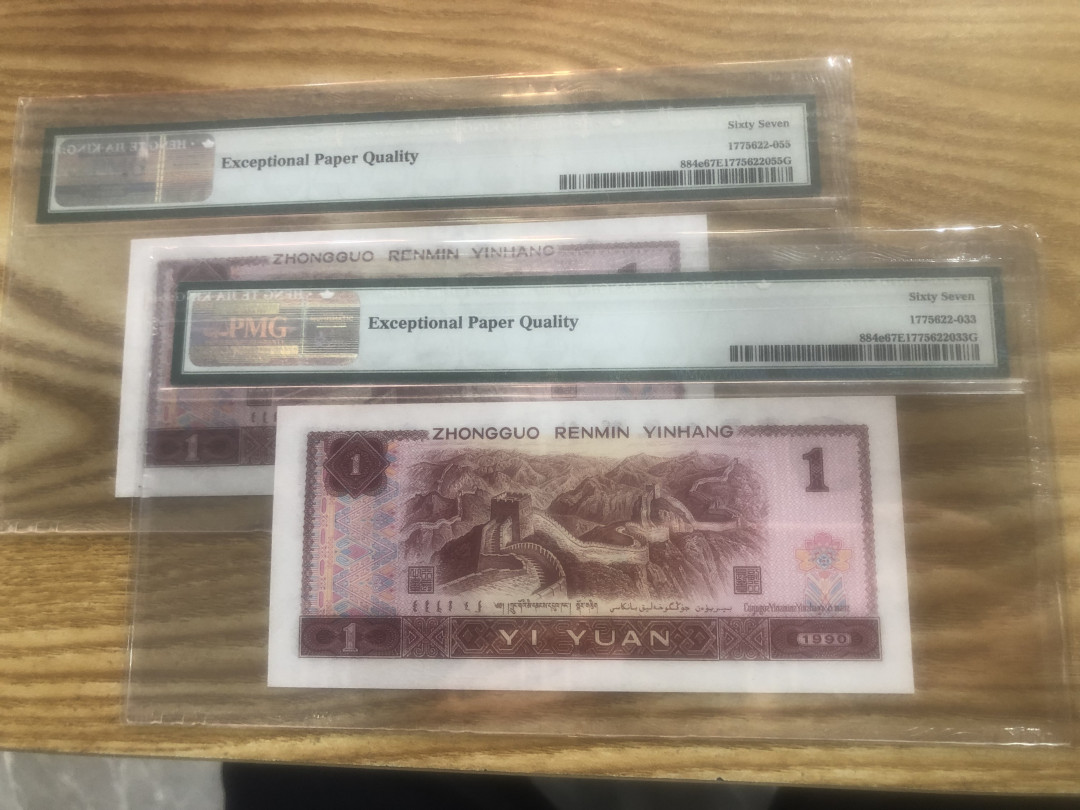 Sixty Seven
Exceptional Paper Quality
1775622-055
884e67E1775622055G
ZHONGGUO RENMIN YINHANG
1
Sixty Seven
PMG
Exceptional Paper Quality
1775622-033
884e67E1775622033G
ZHONGGUO RENMIN YINHANG
1
1
1
YI YUAN
1990